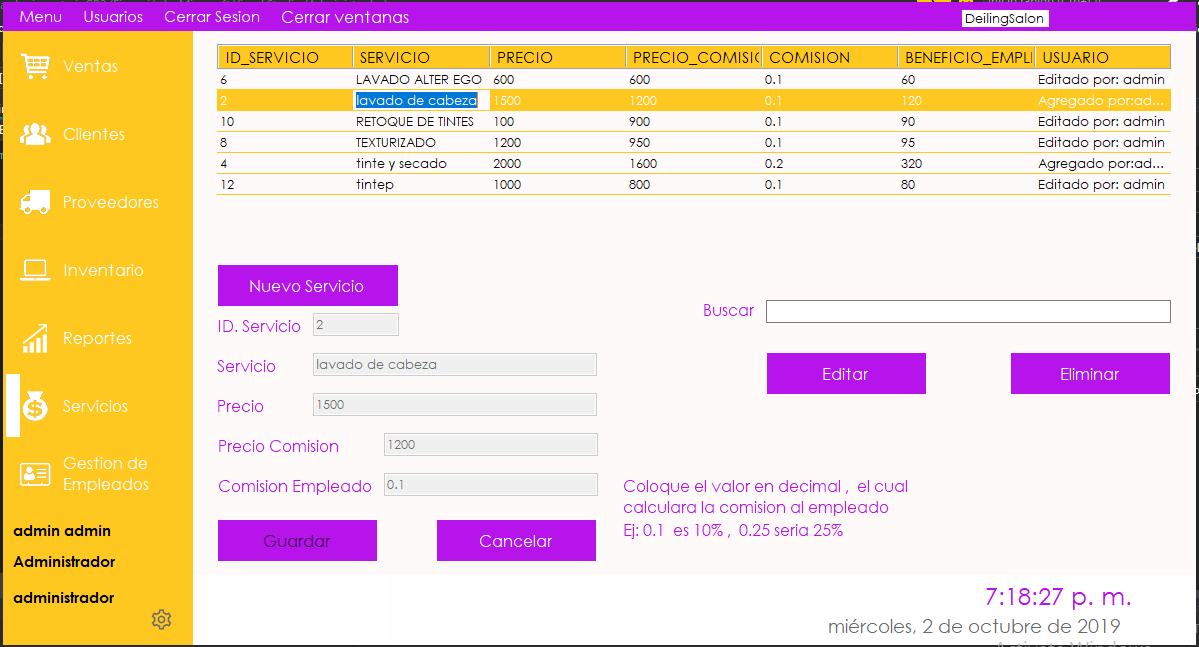 Menu Usuarios Cerrar Sesion Cerrar ventanas DeilingSalon
Ventas
Clientes
Proveedores
Inventario
Reportes
Servicios
Gestion de
Empleados
admin admin
Administrador
administrador
ID_SERVICIO SERVICIO PRECIO PRECIO_COMISI COMISION BENEFICIO_EMPL USUARIO
6 LAVADO ALTER EGO 600 600 0.1 60 Editado por: admin
2 lavado de cabeza 1500 1200 0.1 120 Agregado por:ad...
10 RETOQUE DE TINTES 100 900 0.1 90 Editado por: admin
8 TEXTURIZADO 1200 950 0.1 95 Editado por: admin
4 tinte y secado 2000 1600 0.2 320 Agregado por:ad...
12 tintep 1000 800 0.1 80 Editado por: admin
Nuevo Servicio
ID. Servicio 2
Servicio lavado de cabeza
Precio 1500
Precio Comision 1200
Comision Empleado 0.1
Guardar Cancelar
Buscar
Editar Eliminar
Coloque el valor en decimal , el cual
calculara la comision al empleado
Ej: 0.1 es 10% , 0.25 seria 25%
7:18:27 p. m.
miércoles, 2 de octubre de 2019